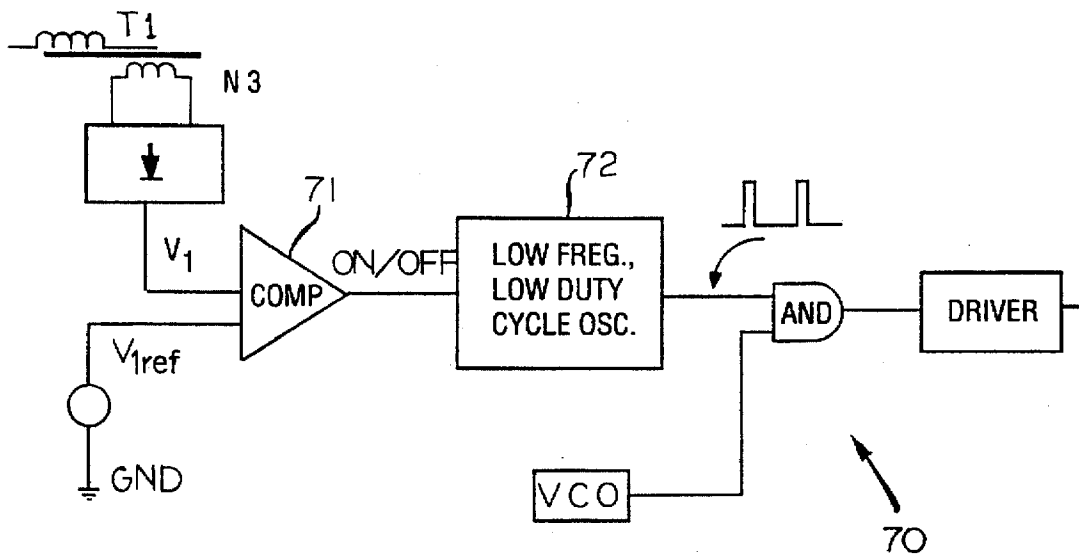 T1
N3
71
72
V1
COMP
ON/OFF
LOW FREG.,
LOW DUTY
CYCLE OSC.
AND
DRIVER
V1ref
GND
VCO
70